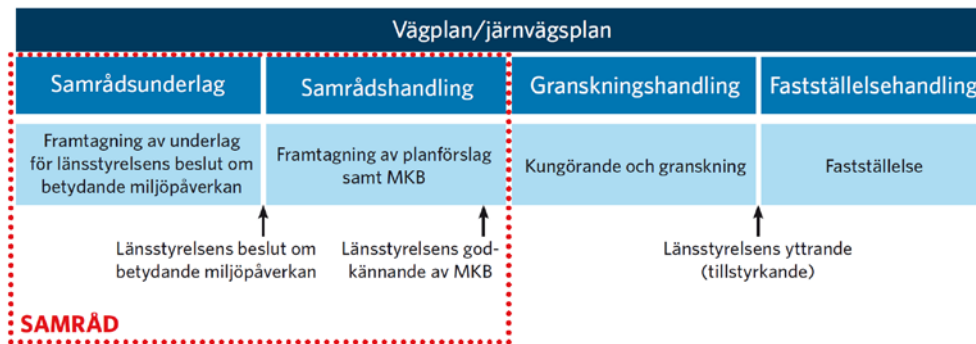 Vägplan/järnvägsplan
Samrådsunderlag
Samrådshandling
Granskningshandling
Fastställelsehandling
Framtagning av underlag
för länsstyrelsens beslut om
betydande miljöpåverkan
Framtagning av planförslag
samt MKB
Kungörande och granskning
Fastställelse
Länsstyrelsens beslut om
betydande miljöpåverkan
Länsstyrelsens god-
kännande av MKB
Länsstyrelsens yttrande
(tillstyrkande)
SAMRÅD